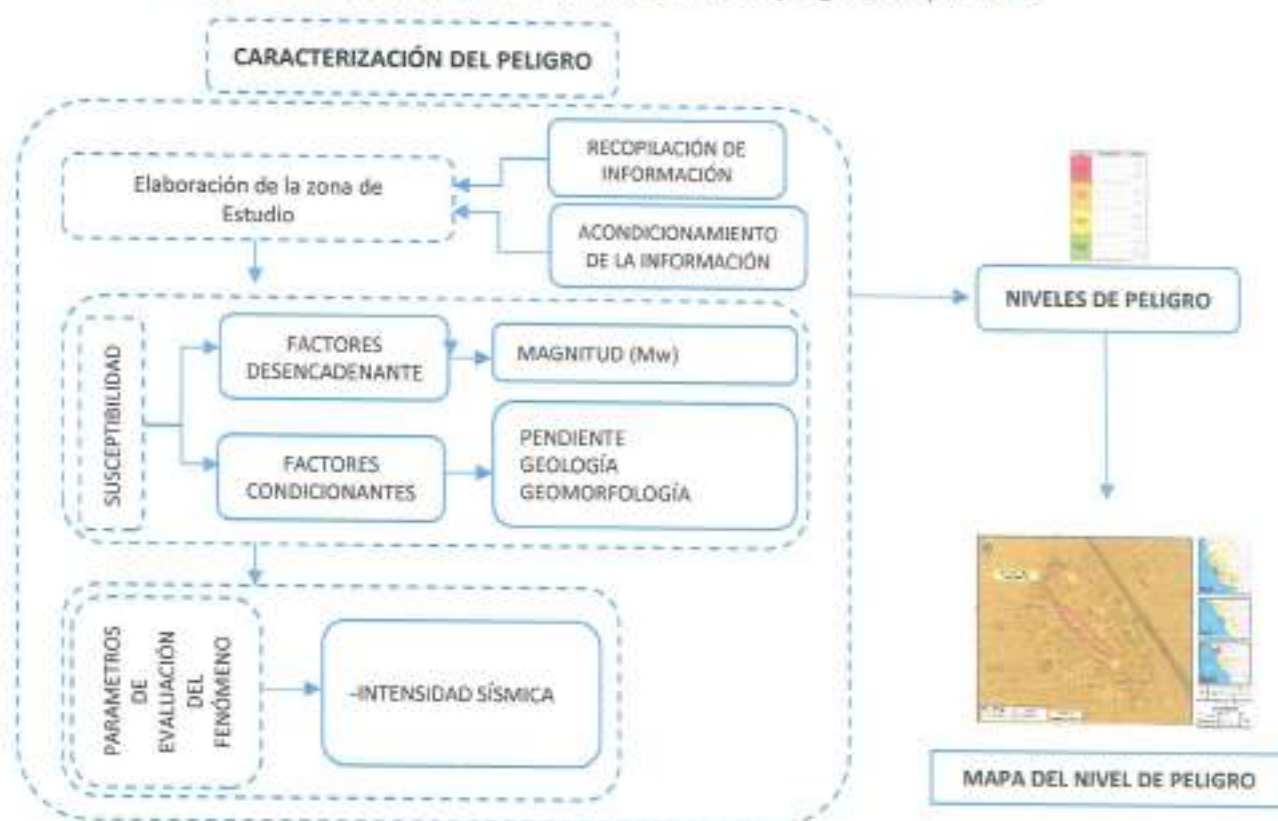 CARACTERIZACIÓN DEL PELIGRO
RECOPILACIÓN DE
INFORMACIÓN
Elaboración de la zona de
Estudio
ACONDICIONAMIENTO
DE LA INFORMACIÓN
NIVELES DE PELIGRO
SUSCEPTIBILIDAD
FACTORES
DESENCADENANTE
MAGNITUD (Mw)
FACTORES
CONDICIONANTES
PENDIENTE
GEOLOGÍA
GEOMORFOLOGÍA
PARAMETROS
DE
EVALUACIÓN
DEL
FENÓMENO
-INTENSIDAD SÍSMICA
MAPA DEL NIVEL DE PELIGRO